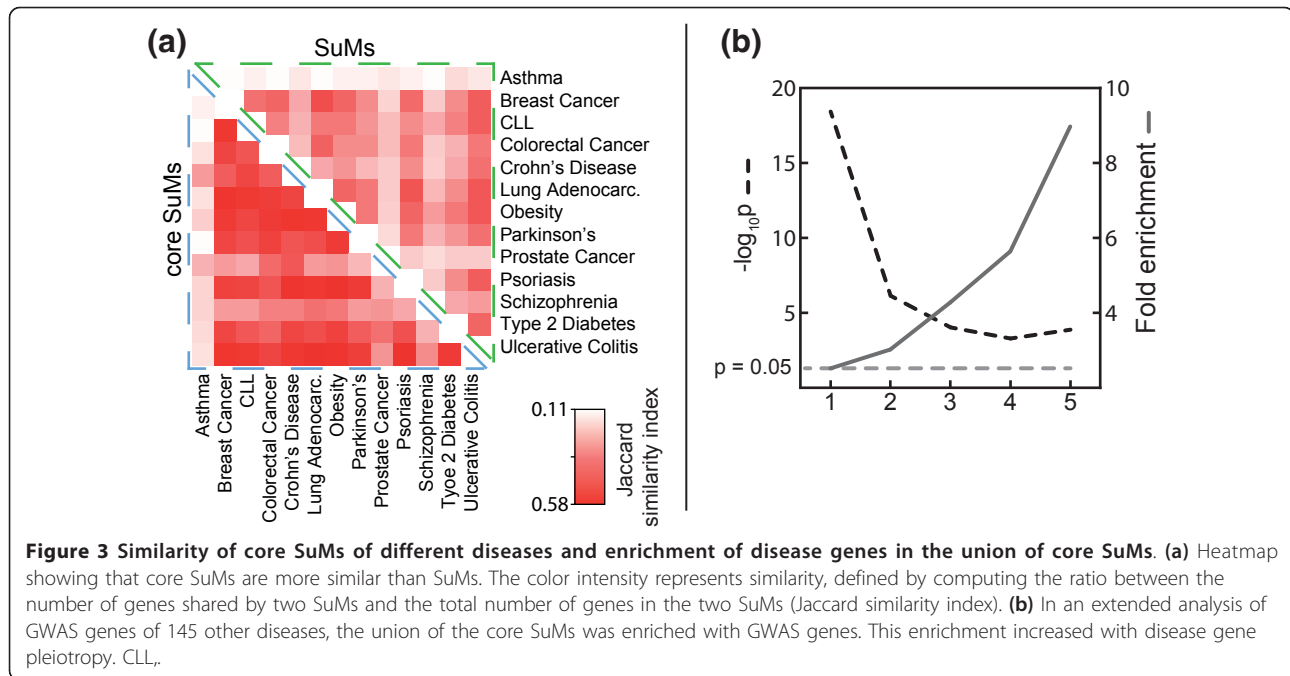 (a)
SuMs
core SuMs
Asthma
Breast Cancer
CLL
Colorectal Cancer
Crohn's Disease
Lung Adenocarc.
Obesity
Parkinson's
Prostate Cancer
Psoriasis
Schizophrenia
Type 2 Diabetes
Ulcerative Colitis
Asthma
Breast Cancer
CLL
Colorectal Cancer
Crohn's Disease
Lung Adenocarc.
Obesity
Parkinson's
Prostate Cancer
Psoriasis
Schizophrenia
Tyoe 2 Diabetes
Ulcerative Colitis
0.11
0.58
Jaccard
similarity index
(b)
-log10p
20
15
10
5
p = 0.05
1 2 3 4 5
10
8
6
4
Fold enrichment
Figure 3 Similarity of core SuMs of different diseases and enrichment of disease genes in the union of core SuMs. (a) Heatmap
showing that core SuMs are more similar than SuMs. The color intensity represents similarity, defined by computing the ratio between the
number of genes shared by two SuMs and the total number of genes in the two SuMs (Jaccard similarity index). (b) In an extended analysis of
GWAS genes of 145 other diseases, the union of the core SuMs was enriched with GWAS genes. This enrichment increased with disease gene
pleiotropy. CLL,.